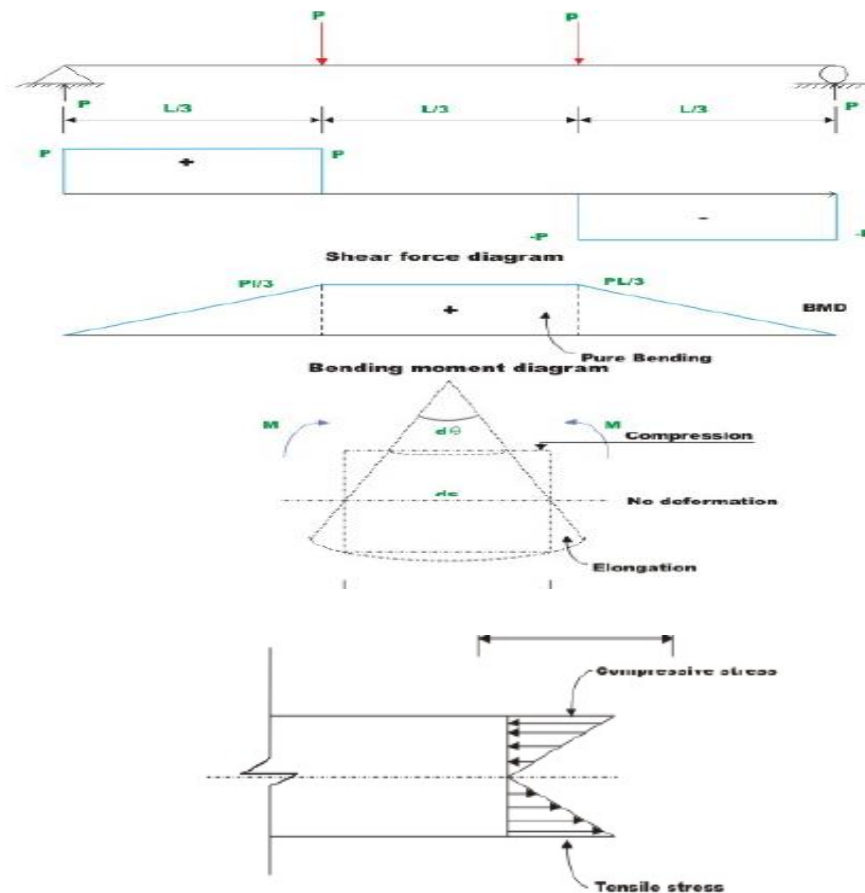 P P
P P
L/3 L/3 L/3
P + P
-
-P
Shear force diagram
Pl/3 PL/3
BMD
+
Pure Bending
Bending moment diagram
M M
dθ
Compression
No deformation
Elongation
Compressive stress
Tensile stress